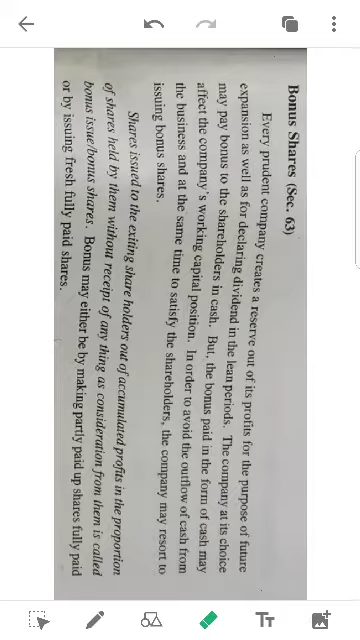 Bonus Shares (Sec. 63)
Every prudent company creates a reserve out of its profits for the purpose of future
expansion as well as for declaring dividend in the lean periods. The company at its choice
may pay bonus to the shareholders in cash. But, the bonus paid in the form of cash may
affect the company's working capital position. In order to avoid the outflow of cash from
the business and at the same time to satisfy the shareholders, the company may resort to
issuing bonus shares.
Shares issued to the exiting share holders out of accumulated profits in the proportion
of shares held by them without receipt of any thing as consideration from them is called
bonus issue/bonus shares. Bonus may either be by making partly paid up shares fully paid
or by issuing fresh fully paid shares.
Tт